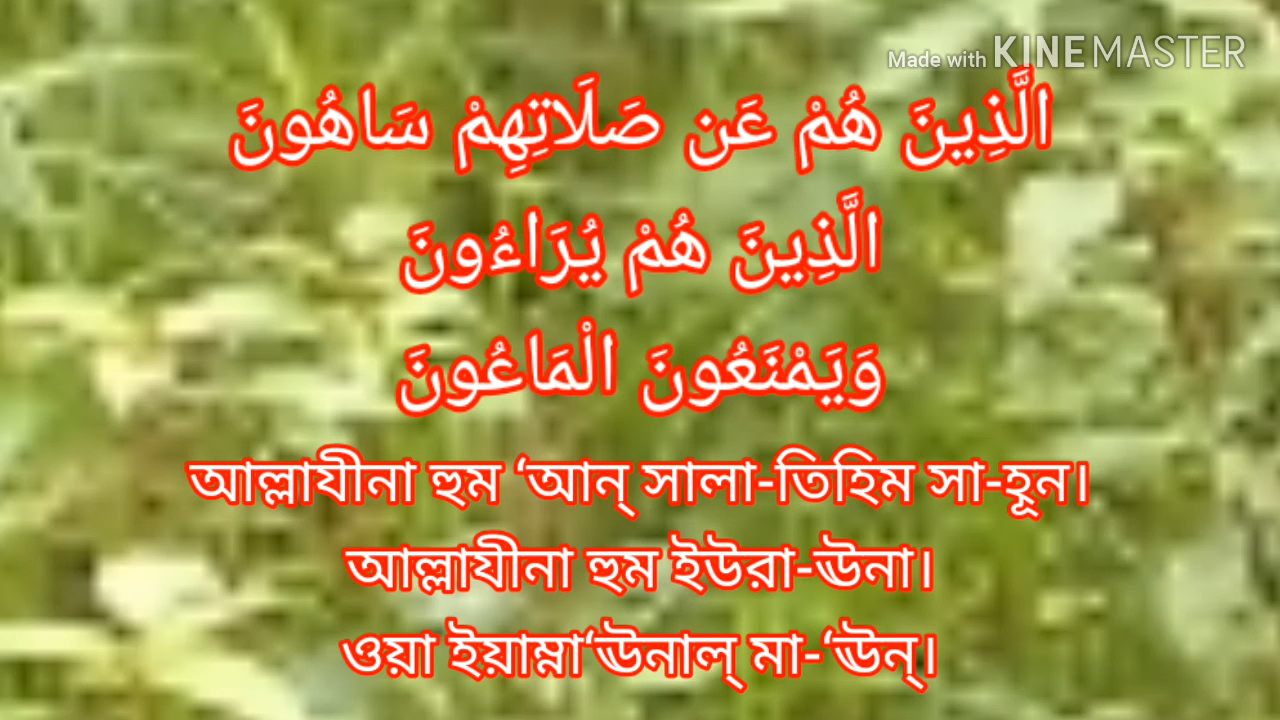 Made with KINEMASTER
الَّذِينَ هُمْ عَن صَلَاتِهِمْ سَاهُونَ
الَّذِينَ هُمْ يُرَاءُونَ
وَيَمْنَعُونَ الْمَاعُونَ
আল্লাযীনা হুম ‘আন্ সালা-তিহিম সা-হূন।
আল্লাযীনা হুম ইউরা-ঊনা।
ওয়া ইয়াম্না‘ঊনাল্ মা-‘ঊন্।